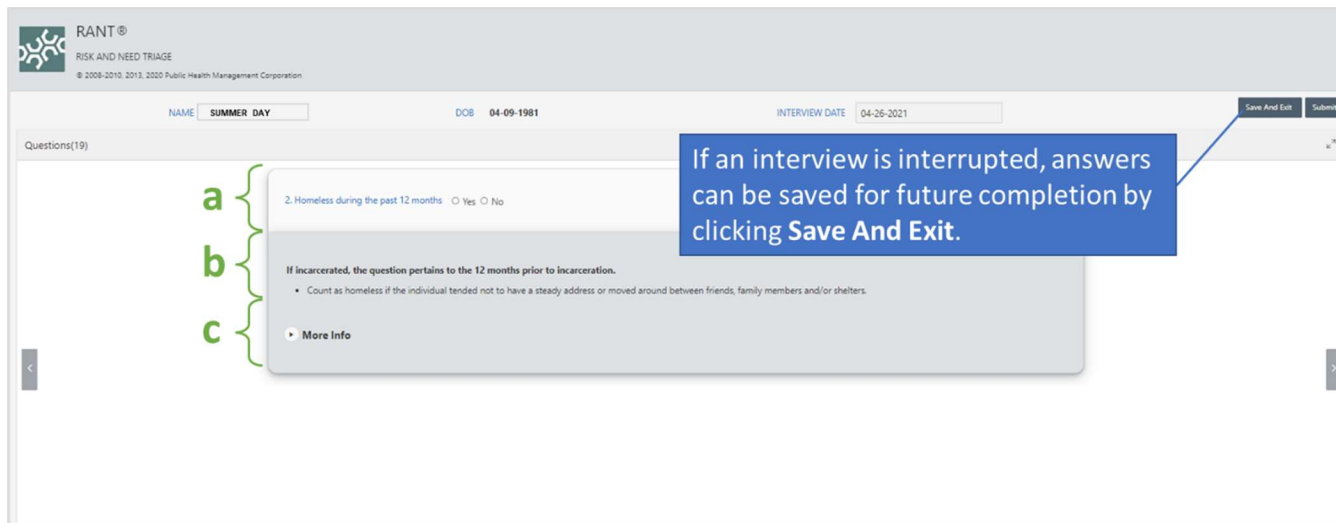 RANT®
RISK AND NEED TRIAGE
© 2008-2010, 2013, 2020 Public Health Management Corporation
NAME SUMMER DAY DOB 04-09-1981 INTERVIEW DATE 04-26-2021 Save And Exit Submit
Questions(19)
If an interview is interrupted, answers
can be saved for future completion by
clicking Save And Exit.
a
2. Homeless during the past 12 months Yes No
b
If incarcerated, the question pertains to the 12 months prior to incarceration.
• Count as homeless if the individual tended not to have a steady address or moved around between friends, family members and/or shelters.
c
More Info